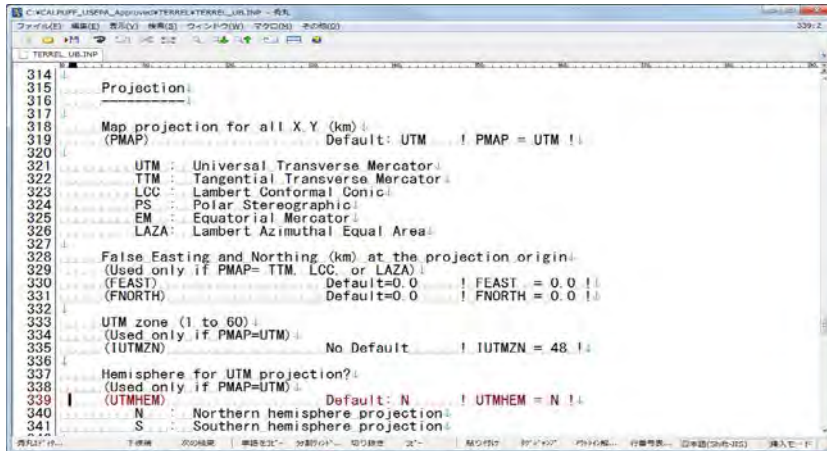 C:¥CALPUFF_USEPA_Approved¥TERREL¥TERREL_UB.INP - 秀丸
ファイル(F) 編集(E) 表示(V) 検索(S) ウィンドウ(W) マクロ(M) その他(O)
339:2
TERREL_UB.INP
314
315 Projection
316 ----------
317
318 Map projection for all X,Y (km)
319 (PMAP) Default: UTM ! PMAP = UTM !
320
321 UTM : Universal Transverse Mercator
322 TTM : Tangential Transverse Mercator
323 LCC : Lambert Conformal Conic
324 PS : Polar Stereographic
325 EM : Equatorial Mercator
326 LAZA: Lambert Azimuthal Equal Area
327
328 False Easting and Northing (km) at the projection origin
329 (Used only if PMAP= TTM, LCC, or LAZA)
330 (FEAST) Default=0.0 ! FEAST = 0.0 !
331 (FNORTH) Default=0.0 ! FNORTH = 0.0 !
332
333 UTM zone (1 to 60)
334 (Used only if PMAP=UTM)
335 (IUTMZN) No Default ! IUTMZN = 48 !
336
337 Hemisphere for UTM projection?
338 (Used only if PMAP=UTM)
339 (UTMHEM) Default: N ! UTMHEM = N !
340 N : Northern hemisphere projection
341 S : Southern hemisphere projection
下候補 次の結果 単語をコピー 切り抜き コピー 貼り付け 行番号表... 日本語(Shift-JIS) 挿入モード